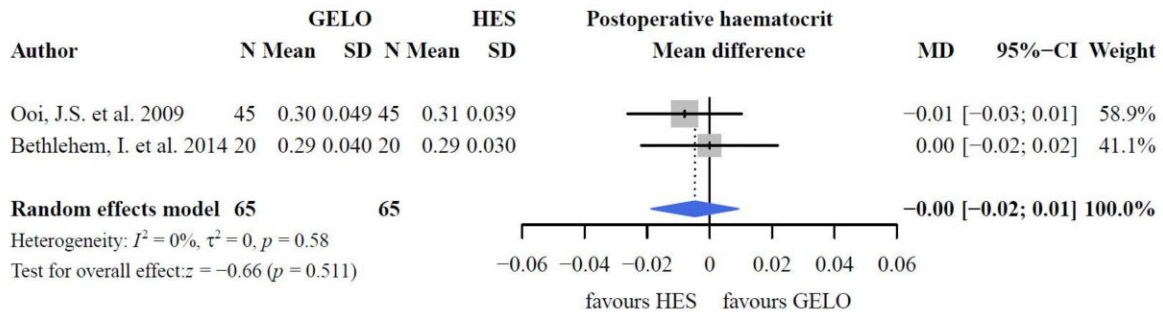 GELO HES Postoperative haematocrit
Author N Mean SD N Mean SD Mean difference MD 95%−CI Weight
Ooi, J.S. et al. 2009 45 0.30 0.049 45 0.31 0.039 −0.01 [−0.03; 0.01] 58.9%
Bethlehem, I. et al. 2014 20 0.29 0.040 20 0.29 0.030 0.00 [−0.02; 0.02] 41.1%
Random effects model 65 65 −0.00 [−0.02; 0.01] 100.0%
Heterogeneity: I² = 0%, τ² = 0, p = 0.58
Test for overall effect:z = −0.66 (p = 0.511)
−0.06 −0.04 −0.02 0 0.02 0.04 0.06
favours HES favours GELO